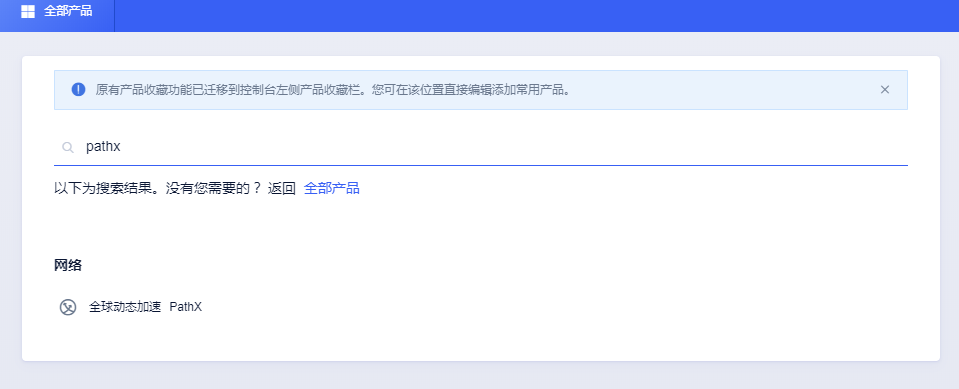 全部产品
原有产品收藏功能已迁移到控制台左侧产品收藏栏。您可在该位置直接编辑添加常用产品。
pathx
以下为搜索结果。没有您需要的？返回 全部产品
网络
全球动态加速 PathX